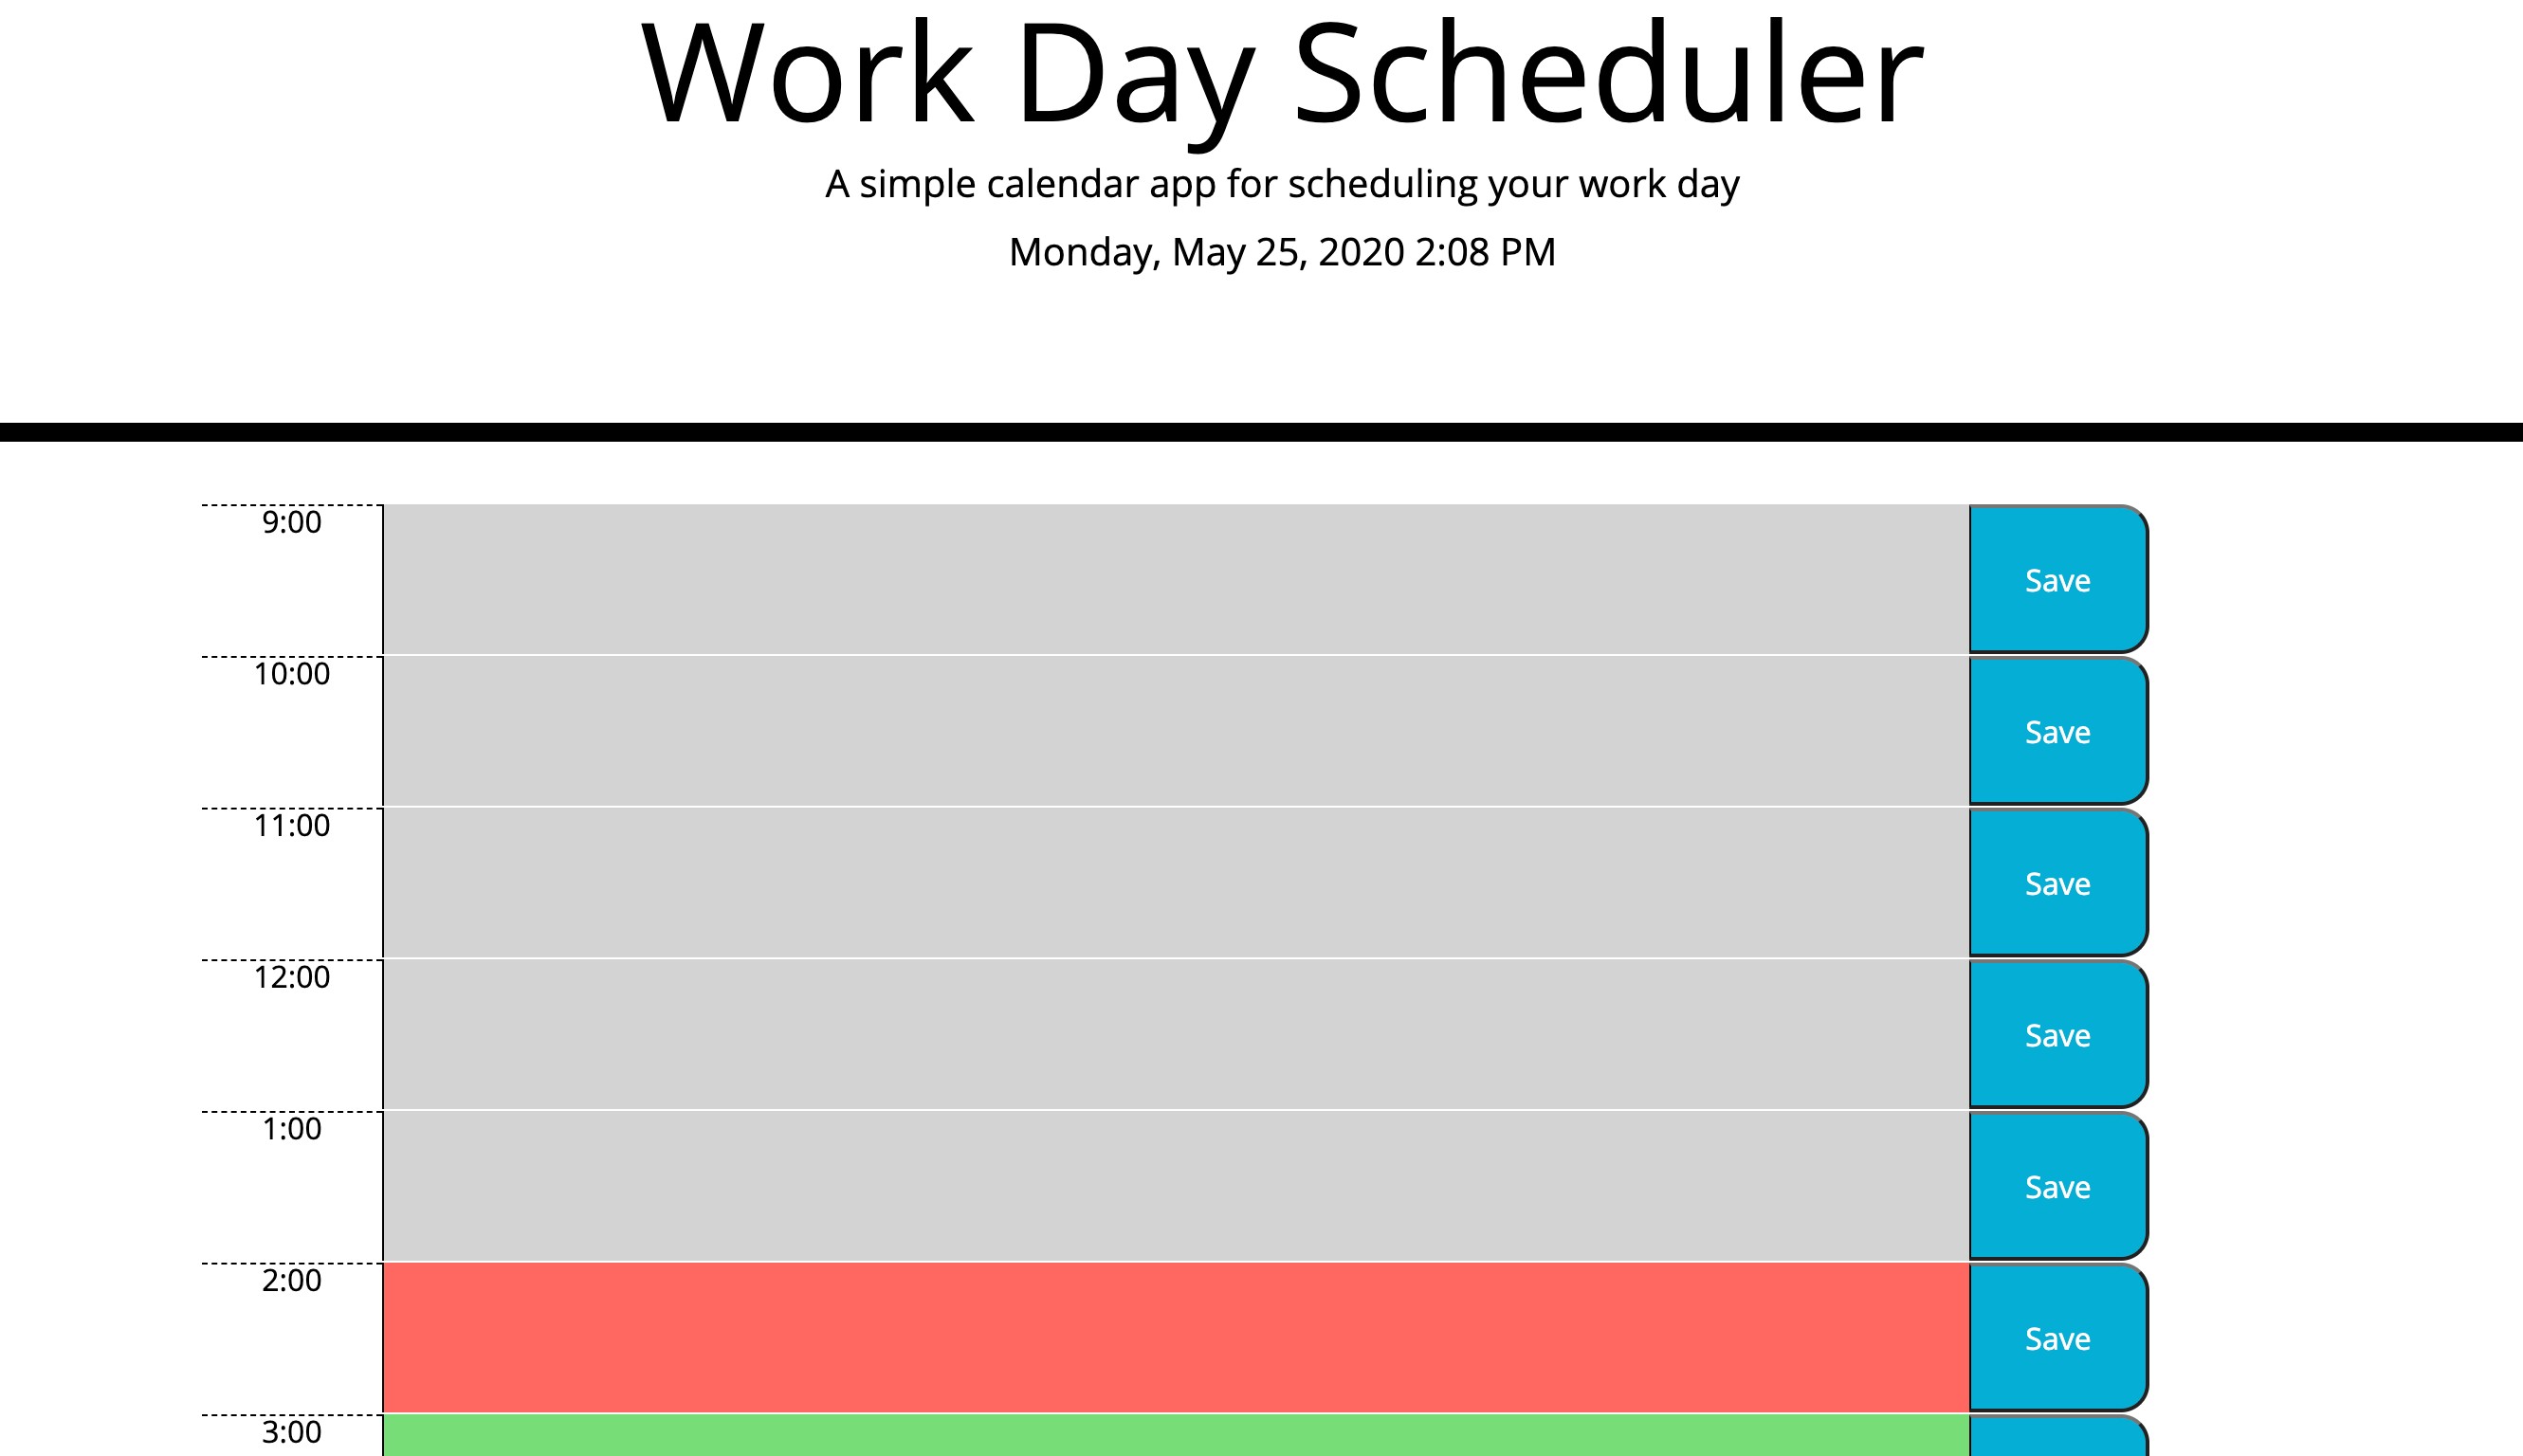 Work Day Scheduler
A simple calendar app for scheduling your work day
Monday, May 25, 2020 2:08 PM
9:00
Save
10:00
Save
11:00
Save
12:00
Save
1:00
Save
2:00
Save
3:00